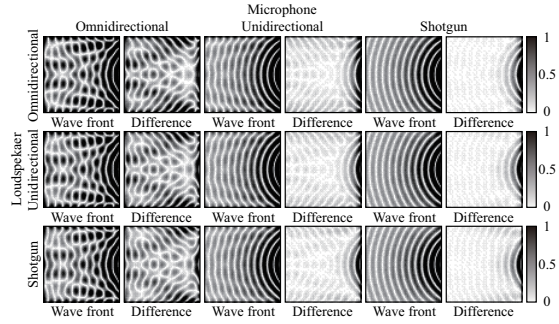 Microphone
Omnidirectional Unidirectional Shotgun
Loudspekaer
Omnidirectional
1
0.5
0
Wave front Difference Wave front Difference Wave front Difference
Unidirectional
1
0.5
0
Wave front Difference Wave front Difference Wave front Difference
Shotgun
1
0.5
0
Wave front Difference Wave front Difference Wave front Difference